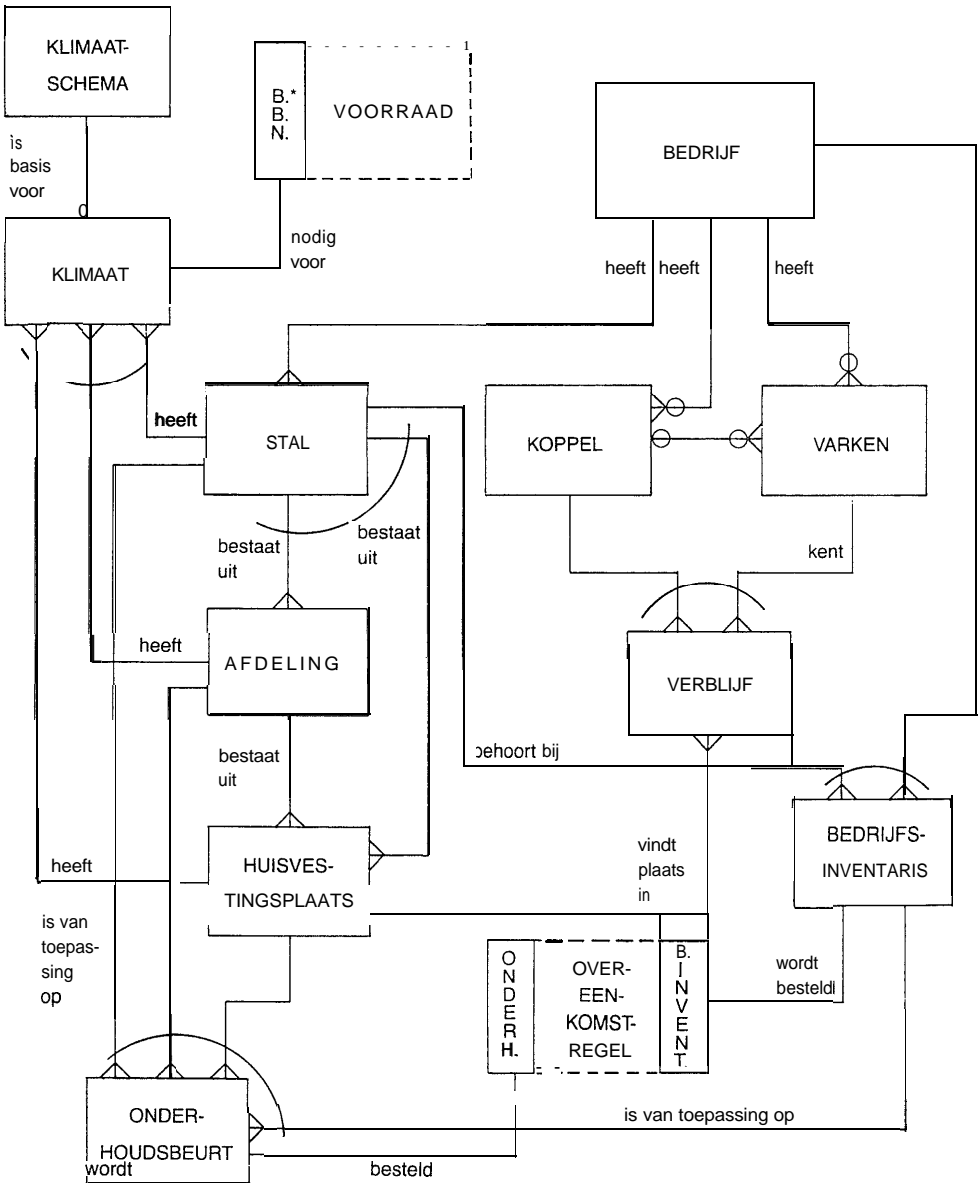 KLIMAAT-
SCHEMA
B.*
B.
N.
VOORRAAD
1
BEDRIJF
is
basis
voor
KLIMAAT
nodig
voor
heeft
heeft
heeft
heeft
STAL
KOPPEL
VARKEN
bestaat
uit
bestaat
uit
kent
heeft
AFDELING
VERBLIJF
bestaat
uit
behoort bij
BEDRIJFS-
INVENTARIS
heeft
HUISVES-
TINGSPLAATS
vindt
plaats
in
is van
toepas-
sing
op
ONDERH.
OVER-
EEN-
KOMST-
REGEL
B.INVENT.
wordt
besteld
ONDER-
HOUDSBEURT
is van toepassing op
wordt
besteld